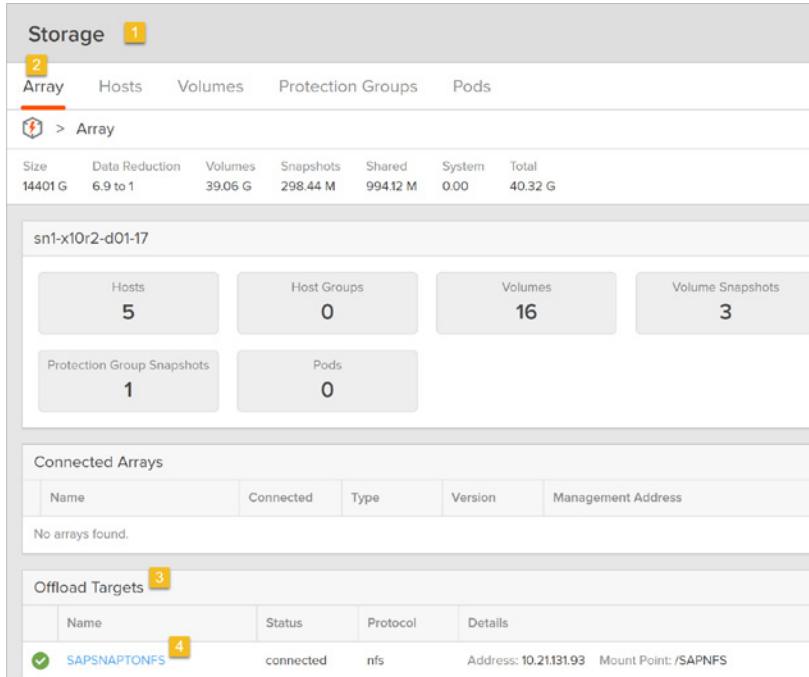 Storage 1
2
Array Hosts Volumes Protection Groups Pods
> Array
Size Data Reduction Volumes Snapshots Shared System Total
14401 G 6.9 to 1 39.06 G 298.44 M 994.12 M 0.00 40.32 G
sn1-x10r2-d01-17
Hosts Host Groups Volumes Volume Snapshots
5 0 16 3
Protection Group Snapshots Pods
1 0
Connected Arrays
Name Connected Type Version Management Address
No arrays found.
Offload Targets 3
Name Status Protocol Details
SAPSNAPTONFS 4 connected nfs Address: 10.21.131.93 Mount Point: /SAPNFS